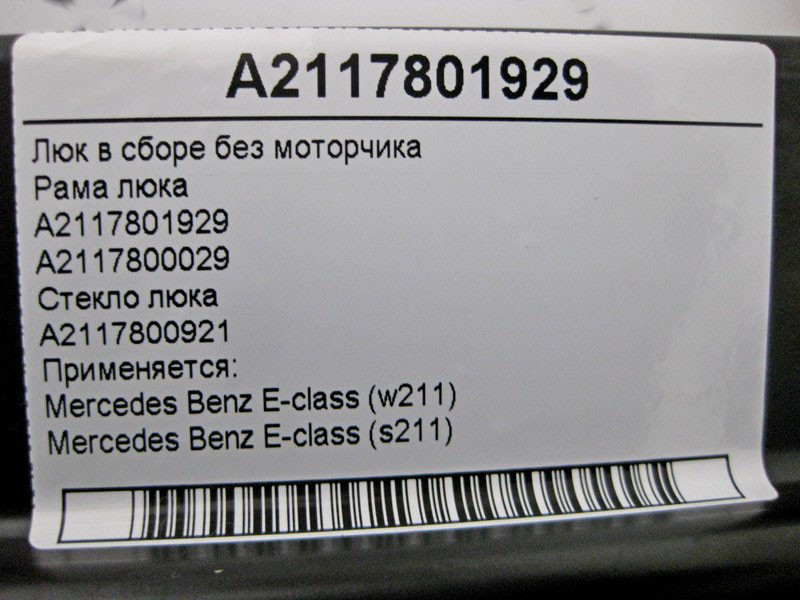 A2117801929
Люк в сборе без моторчика
Рама люка
A2117801929
A2117800029
Стекло люка
A2117800921
Применяется:
Mercedes Benz E-class (w211)
Mercedes Benz E-class (s211)